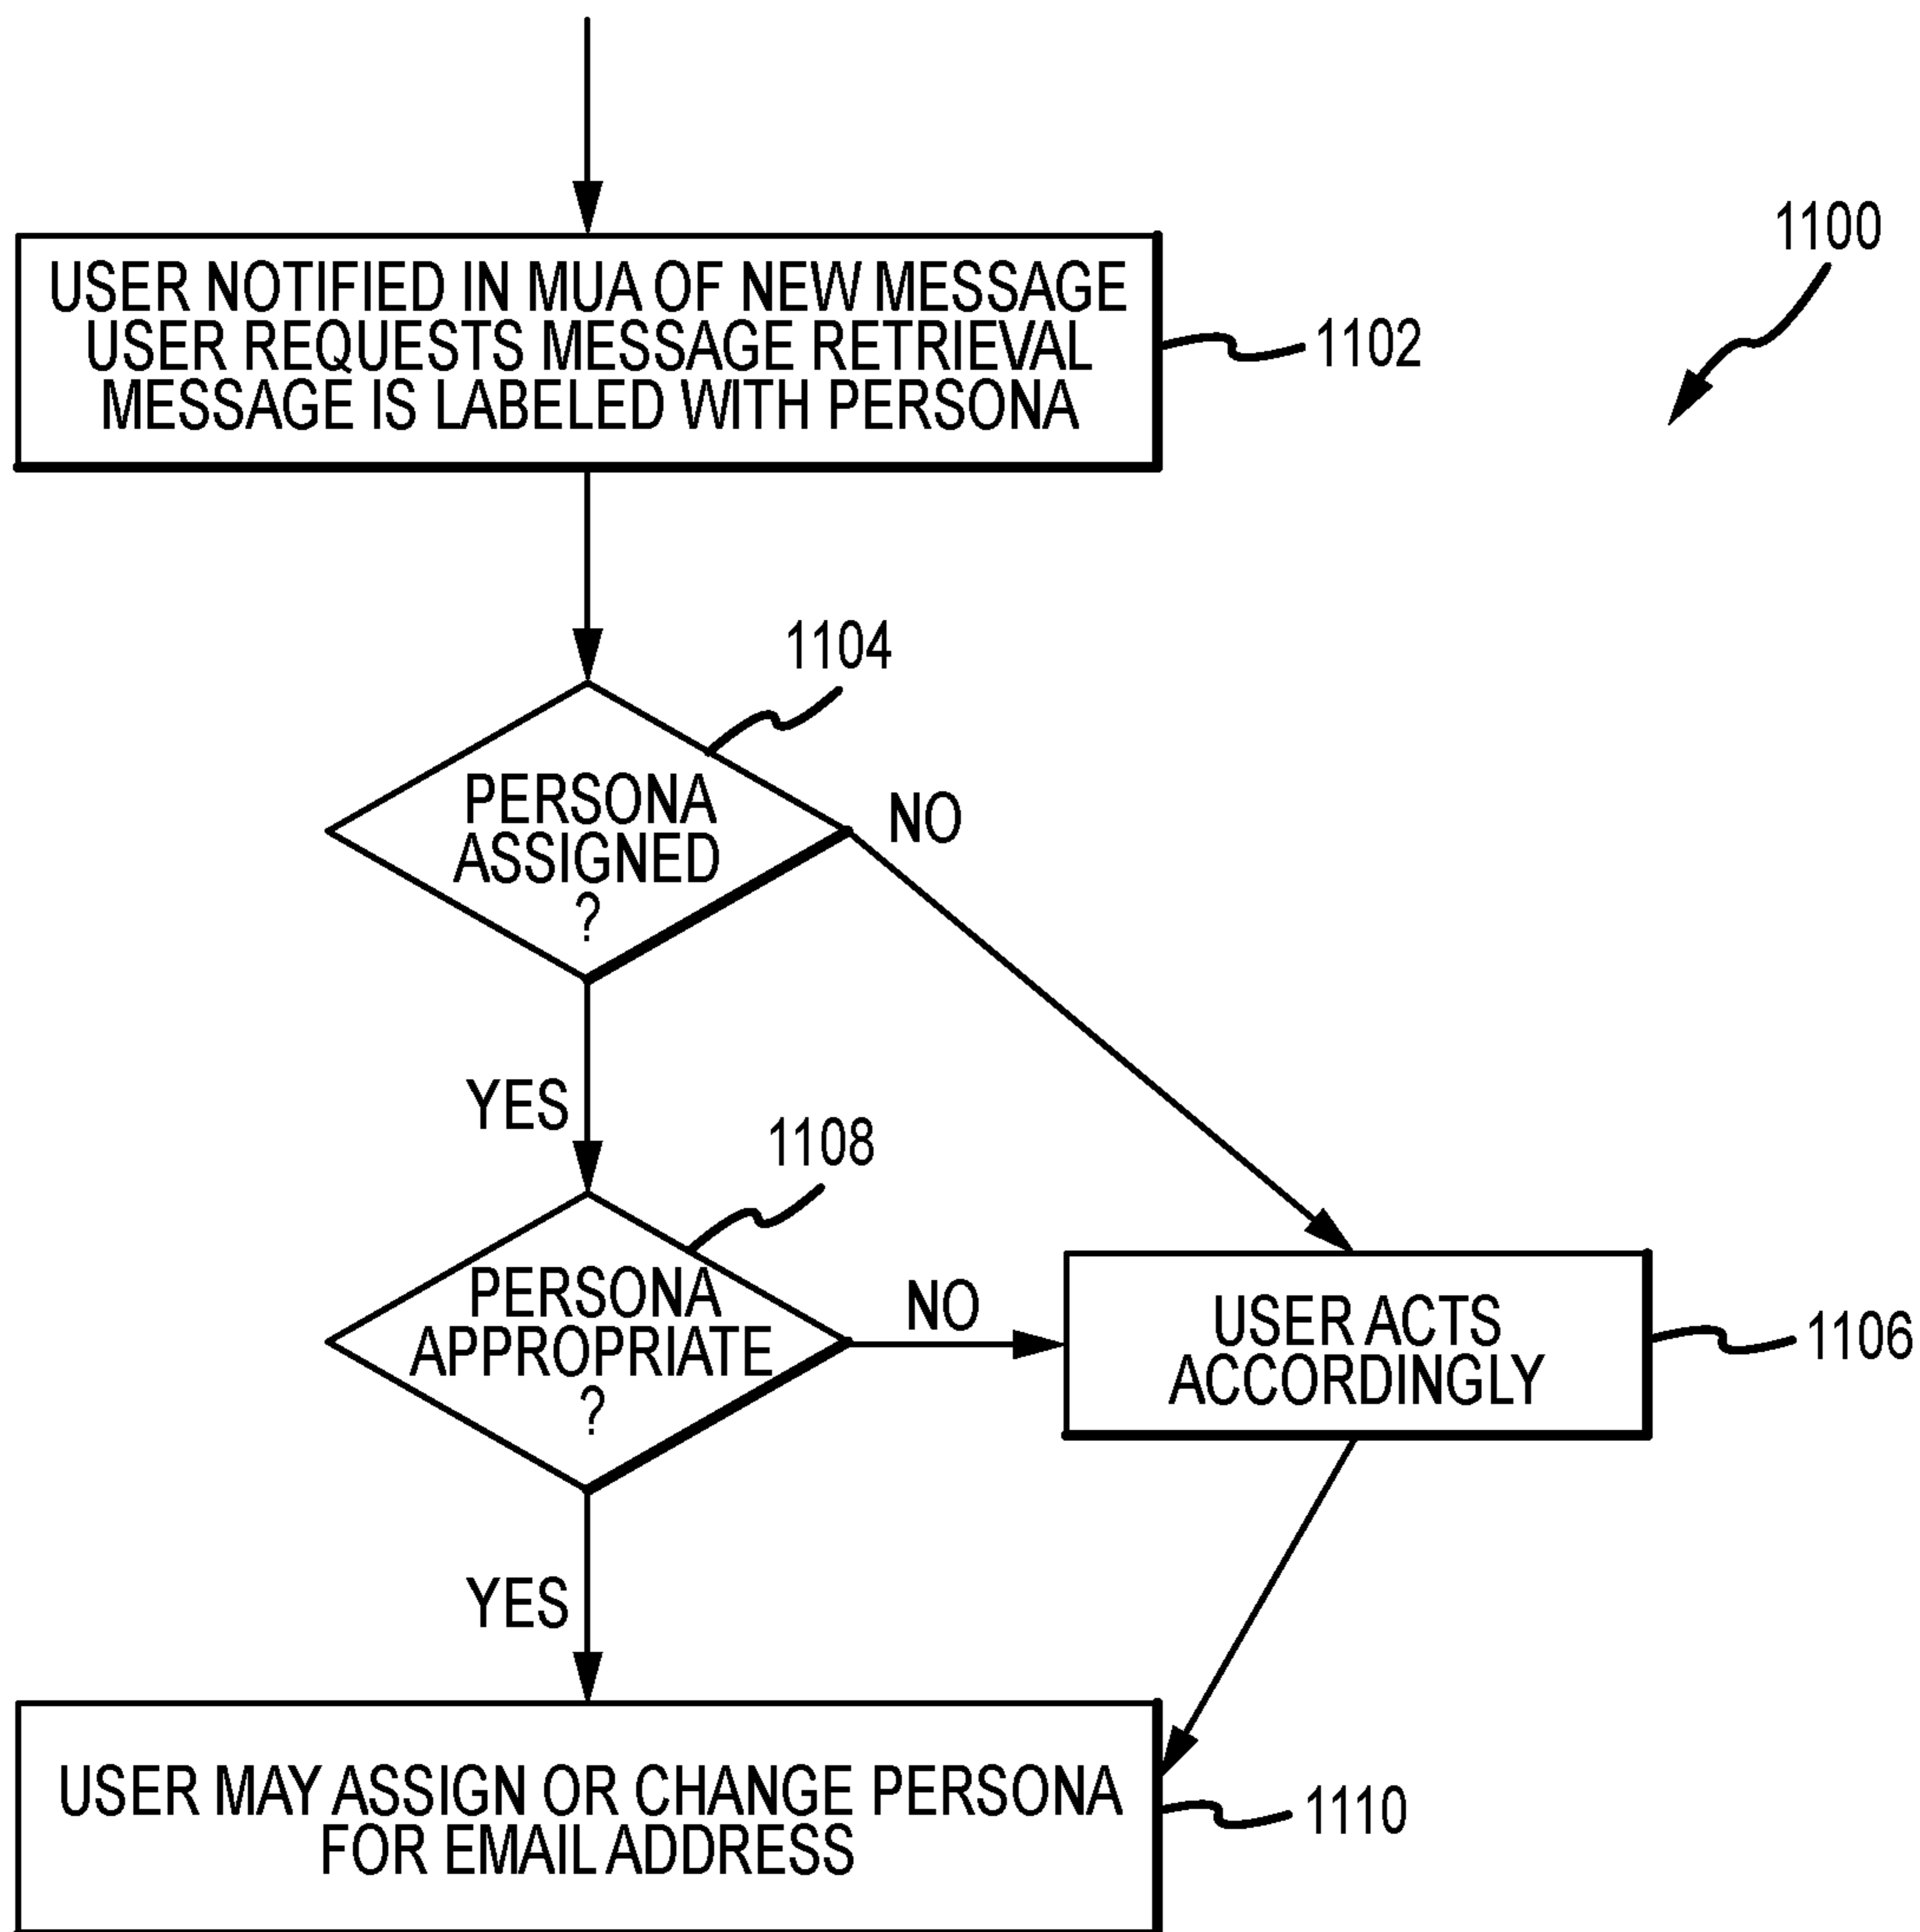 1100
USER NOTIFIED IN MUA OF NEW MESSAGE
USER REQUESTS MESSAGE RETRIEVAL
MESSAGE IS LABELED WITH PERSONA
1102
1104
PERSONA
ASSIGNED
?
NO
YES
1108
PERSONA
APPROPRIATE
?
NO
USER ACTS
ACCORDINGLY
1106
YES
USER MAY ASSIGN OR CHANGE PERSONA
FOR EMAIL ADDRESS
1110